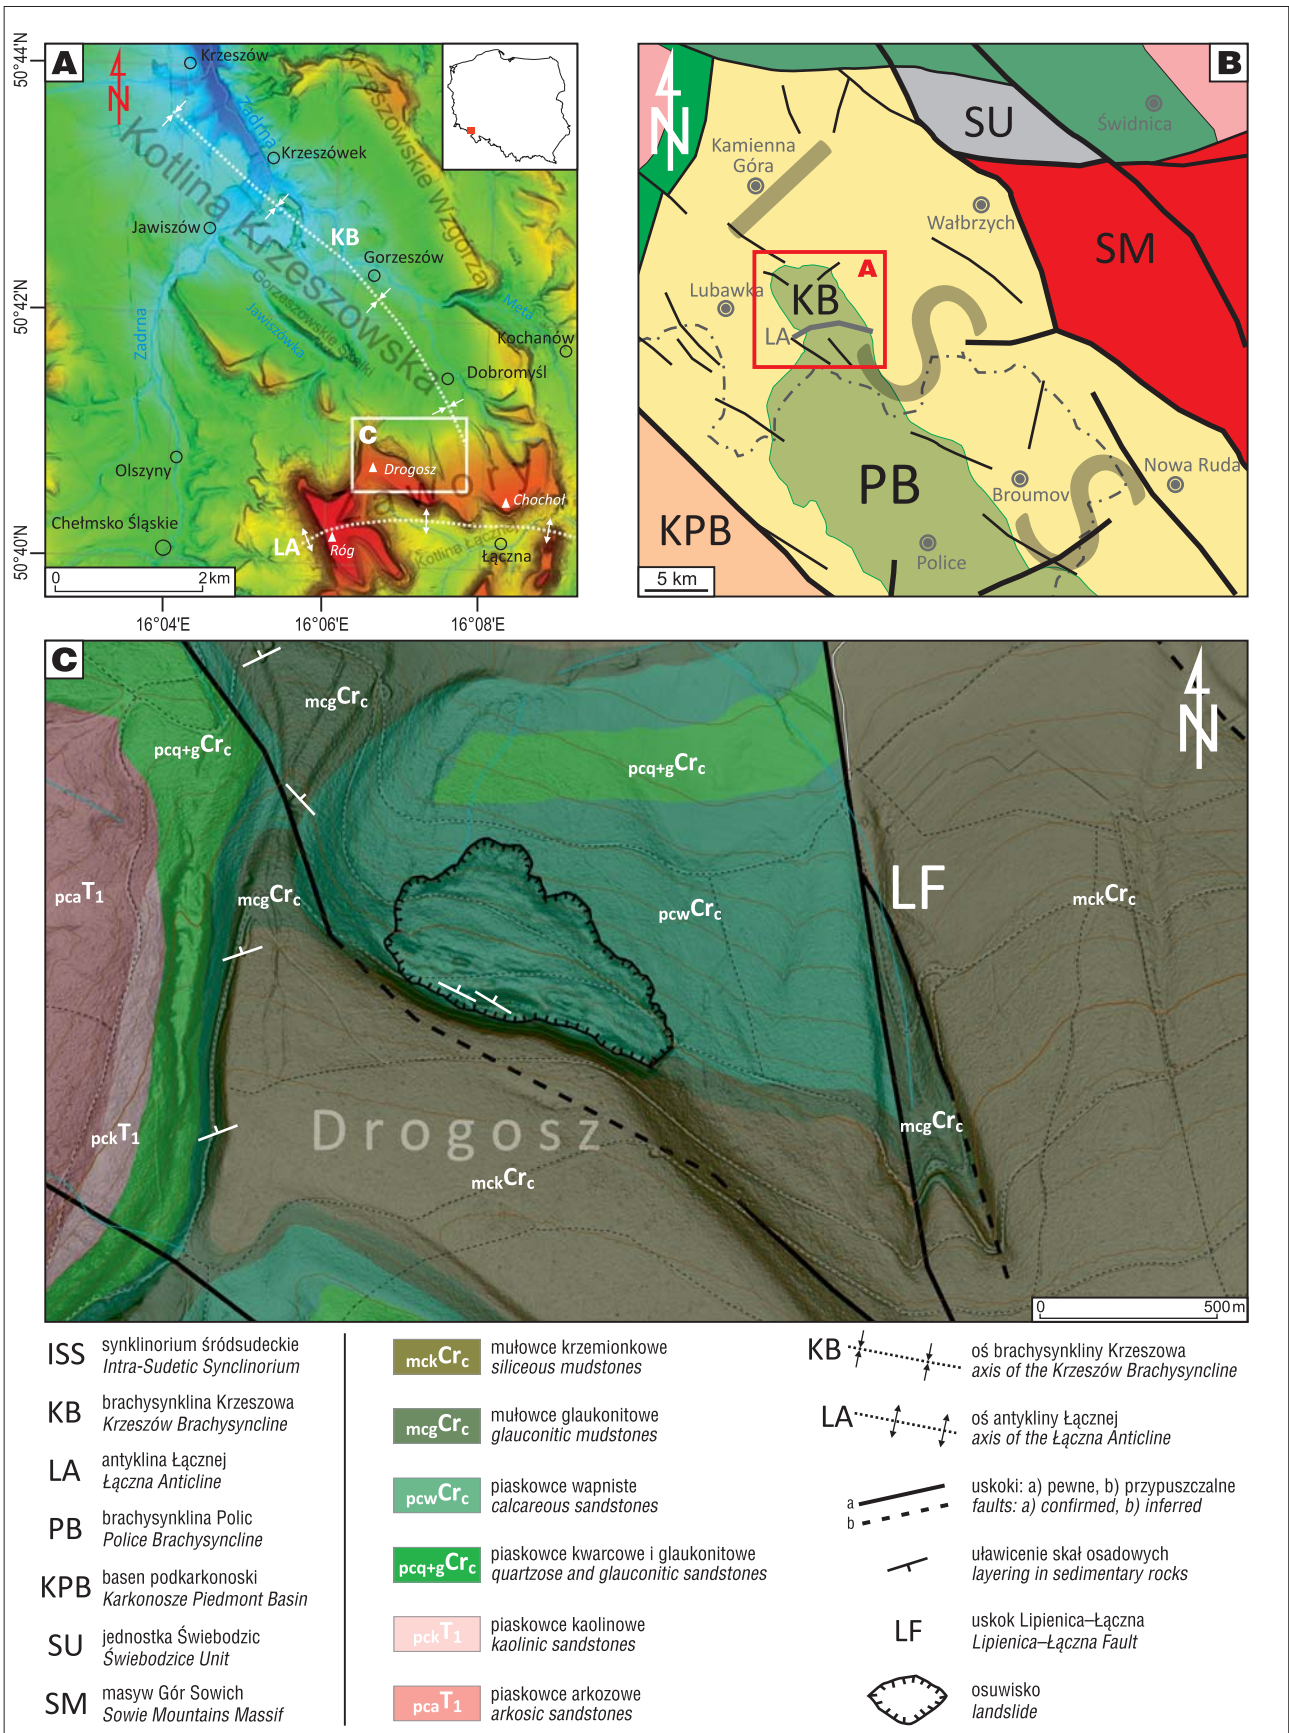 A
N
50°44'N
50°42'N
50°40'N
Krzeszów
Zadrna
Krzeszówek
Krzeszowskie Wzgórza
Kotlina Krzeszowska
Jawiszów
KB
Gorzeszów
Gorzeszowskie Skałki
Jawiszówka
Zadrna
Meta
Kochanów
Dobromyśl
C
Drogosz
Olszyny
Chochoł
Chełmsko Śląskie
LA
Róg
Kotlina Łącznej
Łączna
0 2 km
16°04'E
16°06'E
16°08'E
B
N
SU
Świdnica
Kamienna
Góra
Wałbrzych
SM
A
Lubawka
KB
LA
I
S
S
PB
Nowa Ruda
Broumov
KPB
Police
5 km
C
N
mcgCrc
pcq+gCrc
pcq+gCrc
LF
pcaT1
mcgCrc
pcwCrc
mckCrc
pckT1
mcgCrc
Drogosz
mckCrc
0 500 m
ISS synklinorium śródsudeckie
Intra-Sudetic Synclinorium
KB brachysynklina Krzeszowa
Krzeszów Brachysyncline
LA antyklina Łącznej
Łączna Anticline
PB brachysynklina Polic
Police Brachysyncline
KPB basen podkarkonoski
Karkonosze Piedmont Basin
SU jednostka Świebodzic
Świebodzice Unit
SM masyw Gór Sowich
Sowie Mountains Massif
mckCrc mułowce krzemionkowe
siliceous mudstones
mcgCrc mułowce glaukonitowe
glauconitic mudstones
pcwCrc piaskowce wapniste
calcareous sandstones
pcq+gCrc piaskowce kwarcowe i glaukonitowe
quartzose and glauconitic sandstones
pckT1 piaskowce kaolinowe
kaolinic sandstones
pcaT1 piaskowce arkozowe
arkosic sandstones
KB oś brachysynkliny Krzeszowa
axis of the Krzeszów Brachysyncline
LA oś antykliny Łącznej
axis of the Łączna Anticline
a uskoki: a) pewne, b) przypuszczalne
b faults: a) confirmed, b) inferred
uławicenie skał osadowych
layering in sedimentary rocks
LF uskok Lipienica–Łączna
Lipienica–Łączna Fault
osuwisko
landslide